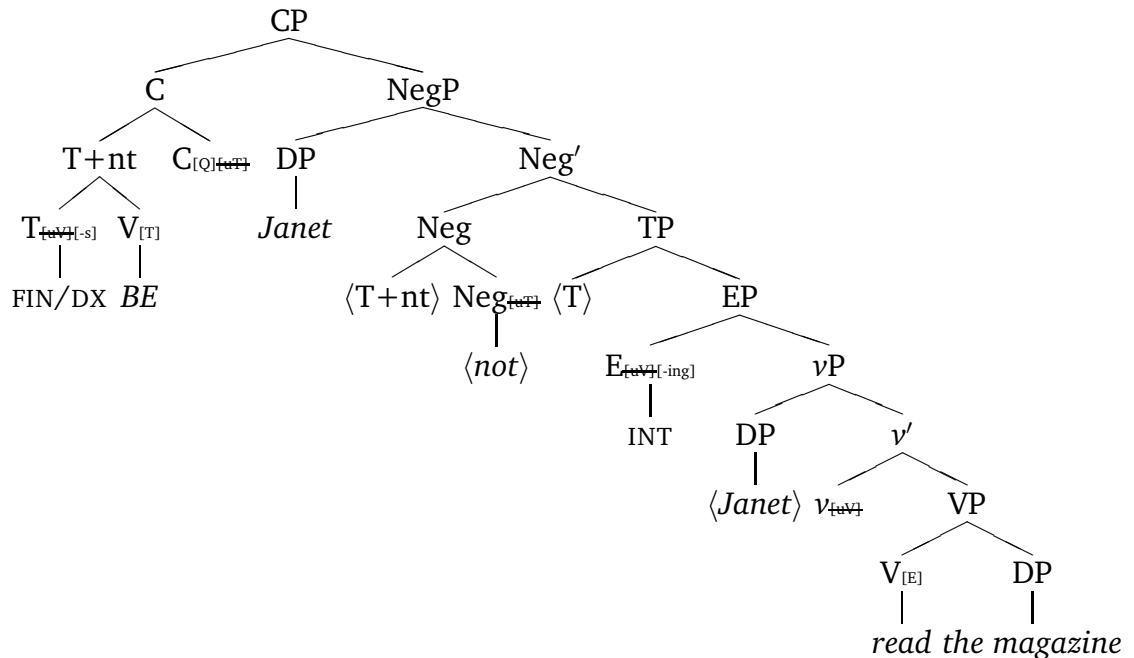 CP
C NegP
T+nt C[Q][uT] DP Neg′
T[uV][-s] V[T] Janet Neg TP
FIN/DX BE ⟨T+nt⟩ Neg[uT] ⟨T⟩ EP
⟨not⟩ E[uV][-ing] vP
INT DP v′
⟨Janet⟩ v[uV] VP
V[E] DP
read the magazine